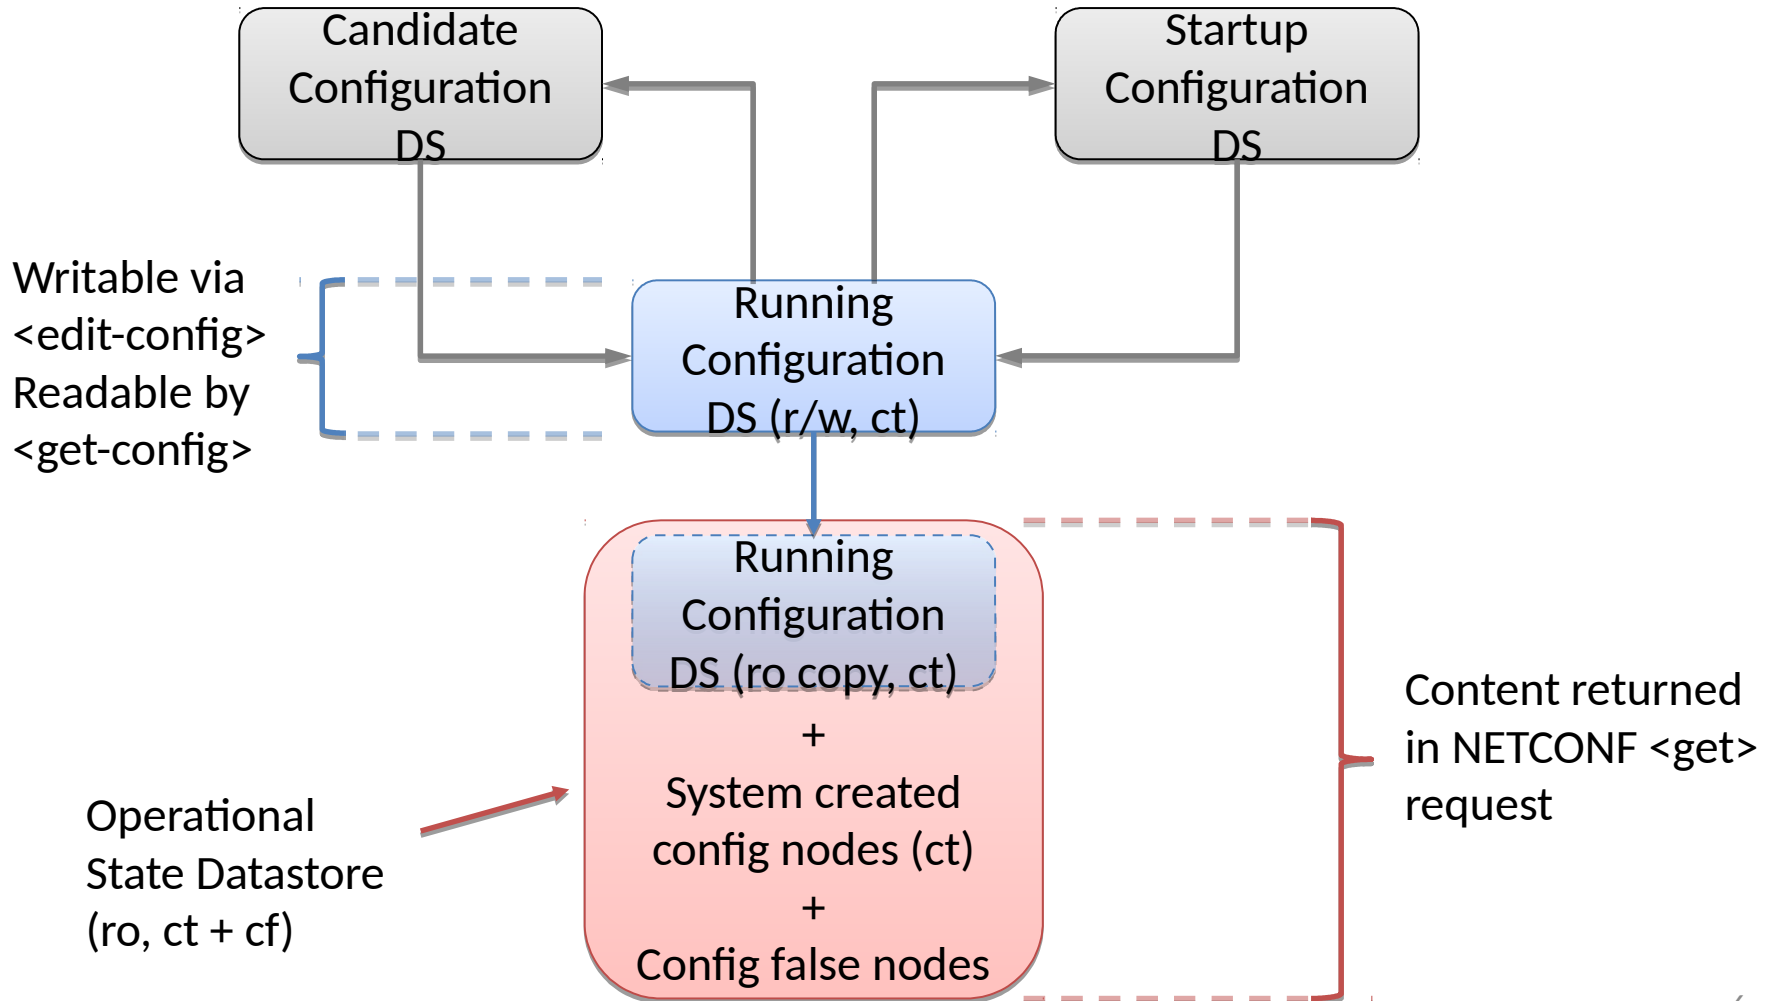 Candidate
Configuration
DS
Startup
Configuration
DS
Writable via
<edit-config>
Readable by
<get-config>
Running
Configuration
DS (r/w, ct)
Running
Configuration
DS (ro copy, ct)
+
System created
config nodes (ct)
+
Config false nodes
Operational
State Datastore
(ro, ct + cf)
Content returned
in NETCONF <get>
request